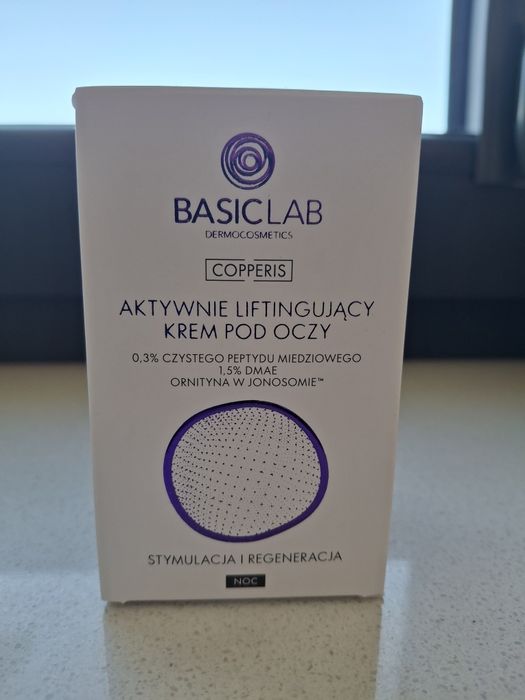 BASICLAB
DERMOCOSMETICS
COPPERIS
AKTYWNIE LIFTINGUJĄCY
KREM POD OCZY
0,3% CZYSTEGO PEPTYDU MIEDZIOWEGO
1,5% DMAE
ORNITYNA W JONOSOMIE™
STYMULACJA I REGENERACJA
NOC